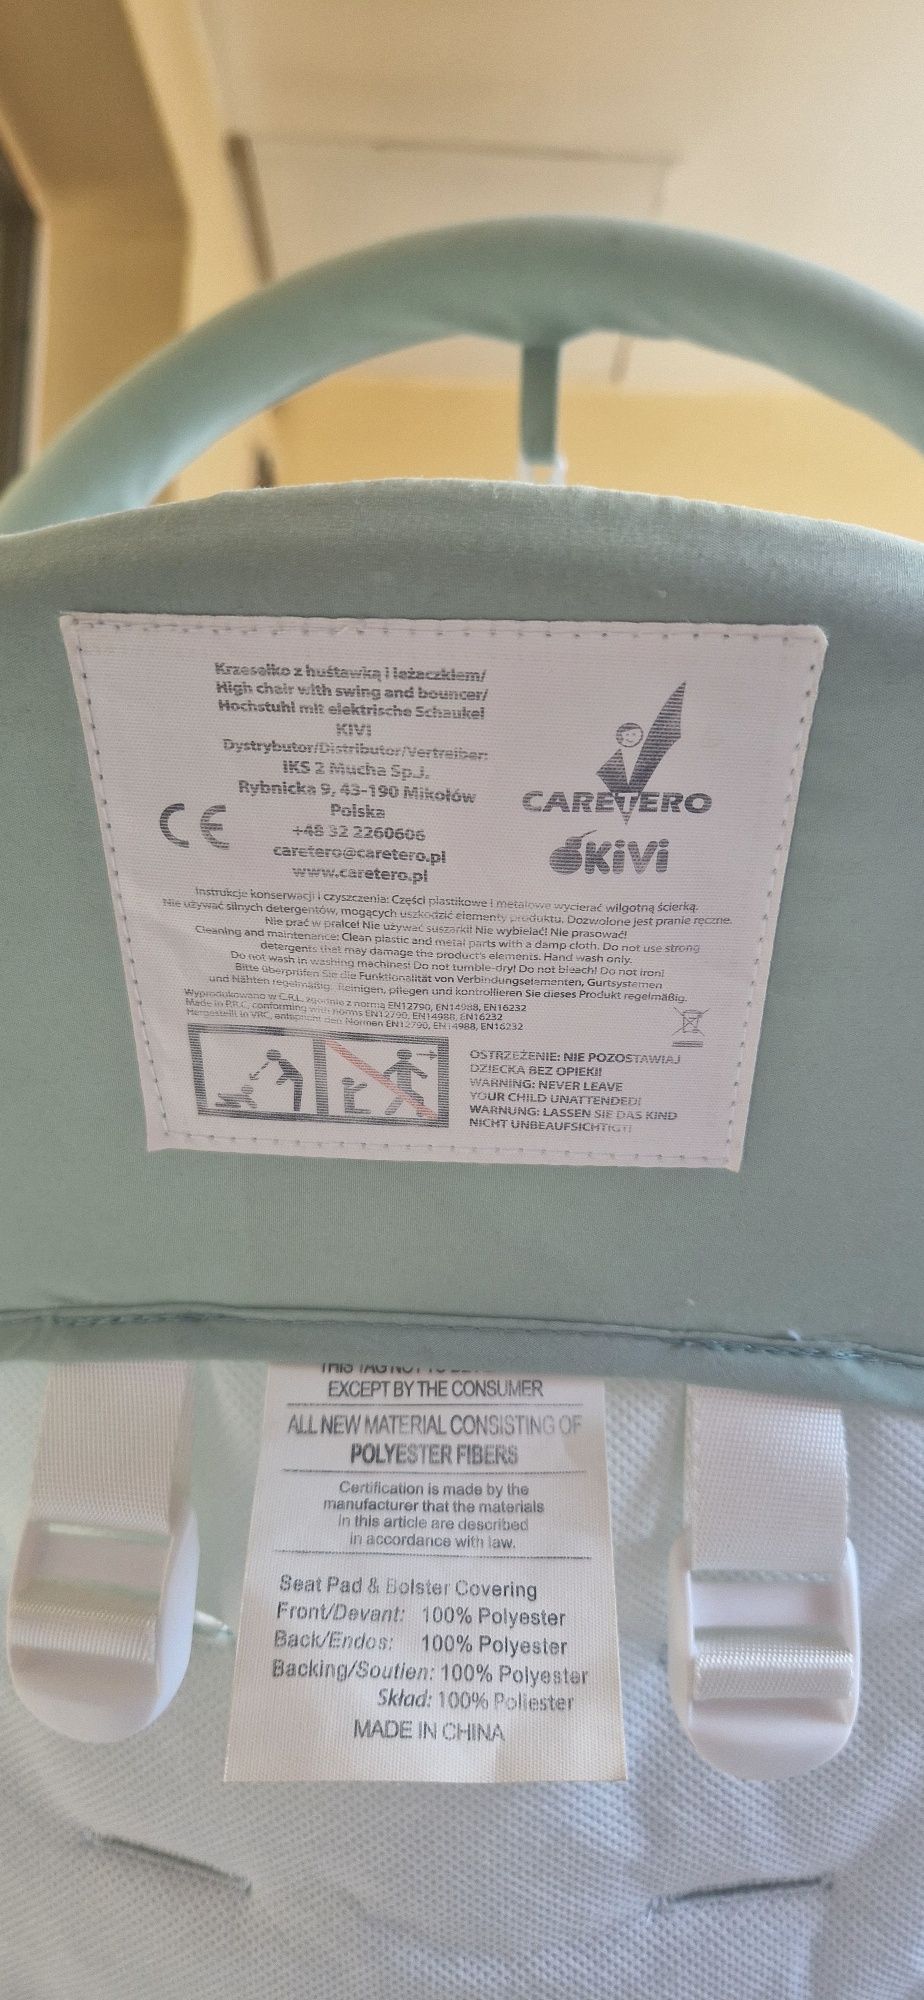 Krzesełko z huśtawką i leżaczkiem/
High chair with swing and bouncer/
Hochstuhl mit elektrische Schaukel
KIVI
Dystrybutor/Distributor/Vertreiber:
IKS 2 Mucha Sp.J.
Rybnicka 9, 43-190 Mikołów
Polska
+48 32 2260606
caretero@caretero.pl
www.caretero.pl
CE
CARETERO
KiVi
Instrukcje konserwacji i czyszczenia: Części plastikowe i metalowe wycierać wilgotną ścierką.
Nie używać silnych detergentów, mogących uszkodzić elementy produktu. Dozwolone jest pranie ręczne.
Nie prać w pralce! Nie używać suszarki! Nie wybielać! Nie prasować!
Cleaning and maintenance: Clean plastic and metal parts with a damp cloth. Do not use strong
detergents that may damage the product's elements. Hand wash only.
Do not wash in washing machines! Do not tumble-dry! Do not bleach! Do not iron!
Bitte überprüfen Sie die Funktionalität von Verbindungselementen, Gurtsystemen
und Nähten regelmäßig. Reinigen, pflegen und kontrollieren Sie dieses Produkt regelmäßig.
Wyprodukowano w C.R.L. zgodnie z normą EN12790, EN14988, EN16232
Made in P.R.C, conforming with norms EN12790, EN14988, EN16232
Hergestellt in VRC, entspricht den Normen EN12790, EN14988, EN16232
OSTRZEŻENIE: NIE POZOSTAWIAJ
DZIECKA BEZ OPIEKI!
WARNING: NEVER LEAVE
YOUR CHILD UNATTENDED!
WARNUNG: LASSEN SIE DAS KIND
NICHT UNBEAUFSICHTIGT!
THIS TAG NOT TO
EXCEPT BY THE CONSUMER
ALL NEW MATERIAL CONSISTING OF
POLYESTER FIBERS
Certification is made by the
manufacturer that the materials
in this article are described
in accordance with law.
Seat Pad & Bolster Covering
Front/Devant: 100% Polyester
Back/Endos: 100% Polyester
Backing/Soutien: 100% Polyester
Skład: 100% Poliester
MADE IN CHINA